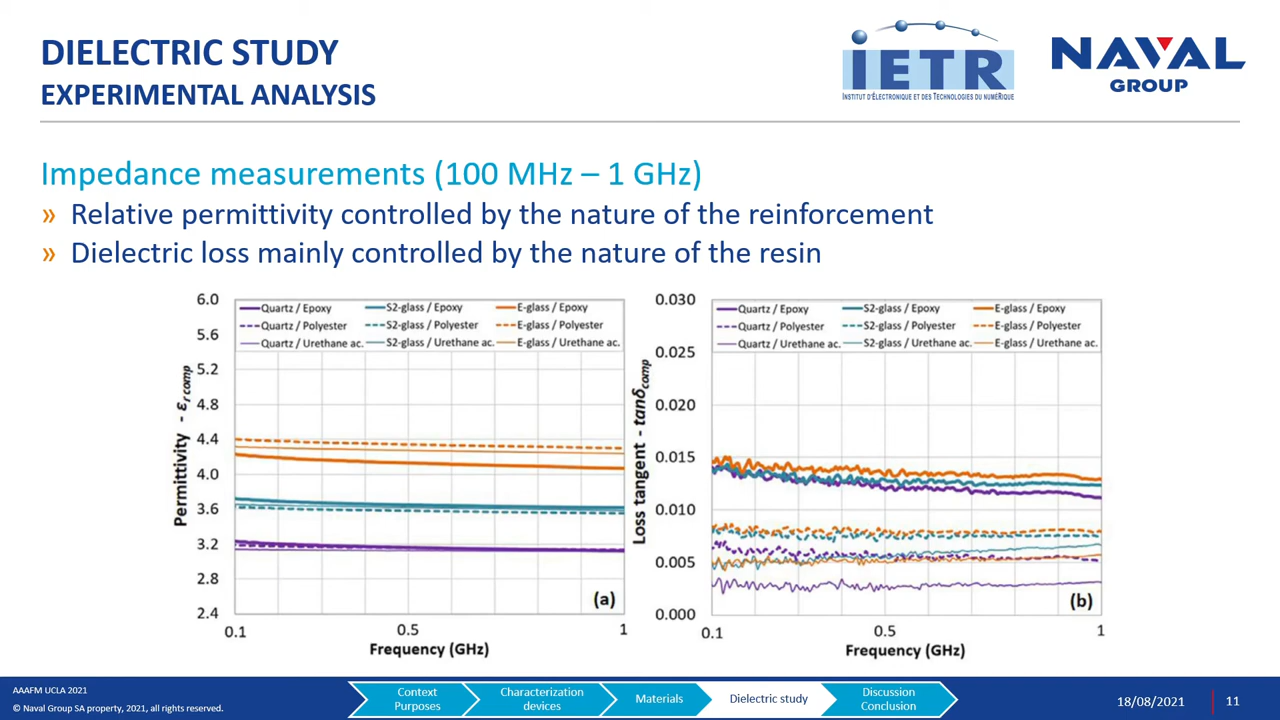 DIELECTRIC STUDY
EXPERIMENTAL ANALYSIS
IETR
INSTITUT D'ÉLECTRONIQUE ET DES TECHNOLOGIES DU NUMÉRIQUE
NAVAL
GROUP
Impedance measurements (100 MHz – 1 GHz)
» Relative permittivity controlled by the nature of the reinforcement
» Dielectric loss mainly controlled by the nature of the resin
Permittivity - εr comp
6.0
5.6
5.2
4.8
4.4
4.0
3.6
3.2
2.8
2.4
Quartz / Epoxy S2-glass / Epoxy E-glass / Epoxy
Quartz / Polyester S2-glass / Polyester E-glass / Polyester
Quartz / Urethane ac. S2-glass / Urethane ac. E-glass / Urethane ac.
(a)
0.1 0.5 1
Frequency (GHz)
Loss tangent - tanδcomp
0.030
0.025
0.020
0.015
0.010
0.005
0.000
Quartz / Epoxy S2-glass / Epoxy E-glass / Epoxy
Quartz / Polyester S2-glass / Polyester E-glass / Polyester
Quartz / Urethane ac. S2-glass / Urethane ac. E-glass / Urethane ac.
(b)
0.1 0.5 1
Frequency (GHz)
AAAFM UCLA 2021
© Naval Group SA property, 2021, all rights reserved.
Context
Purposes
Characterization
devices
Materials
Dielectric study
Discussion
Conclusion
18/08/2021 11